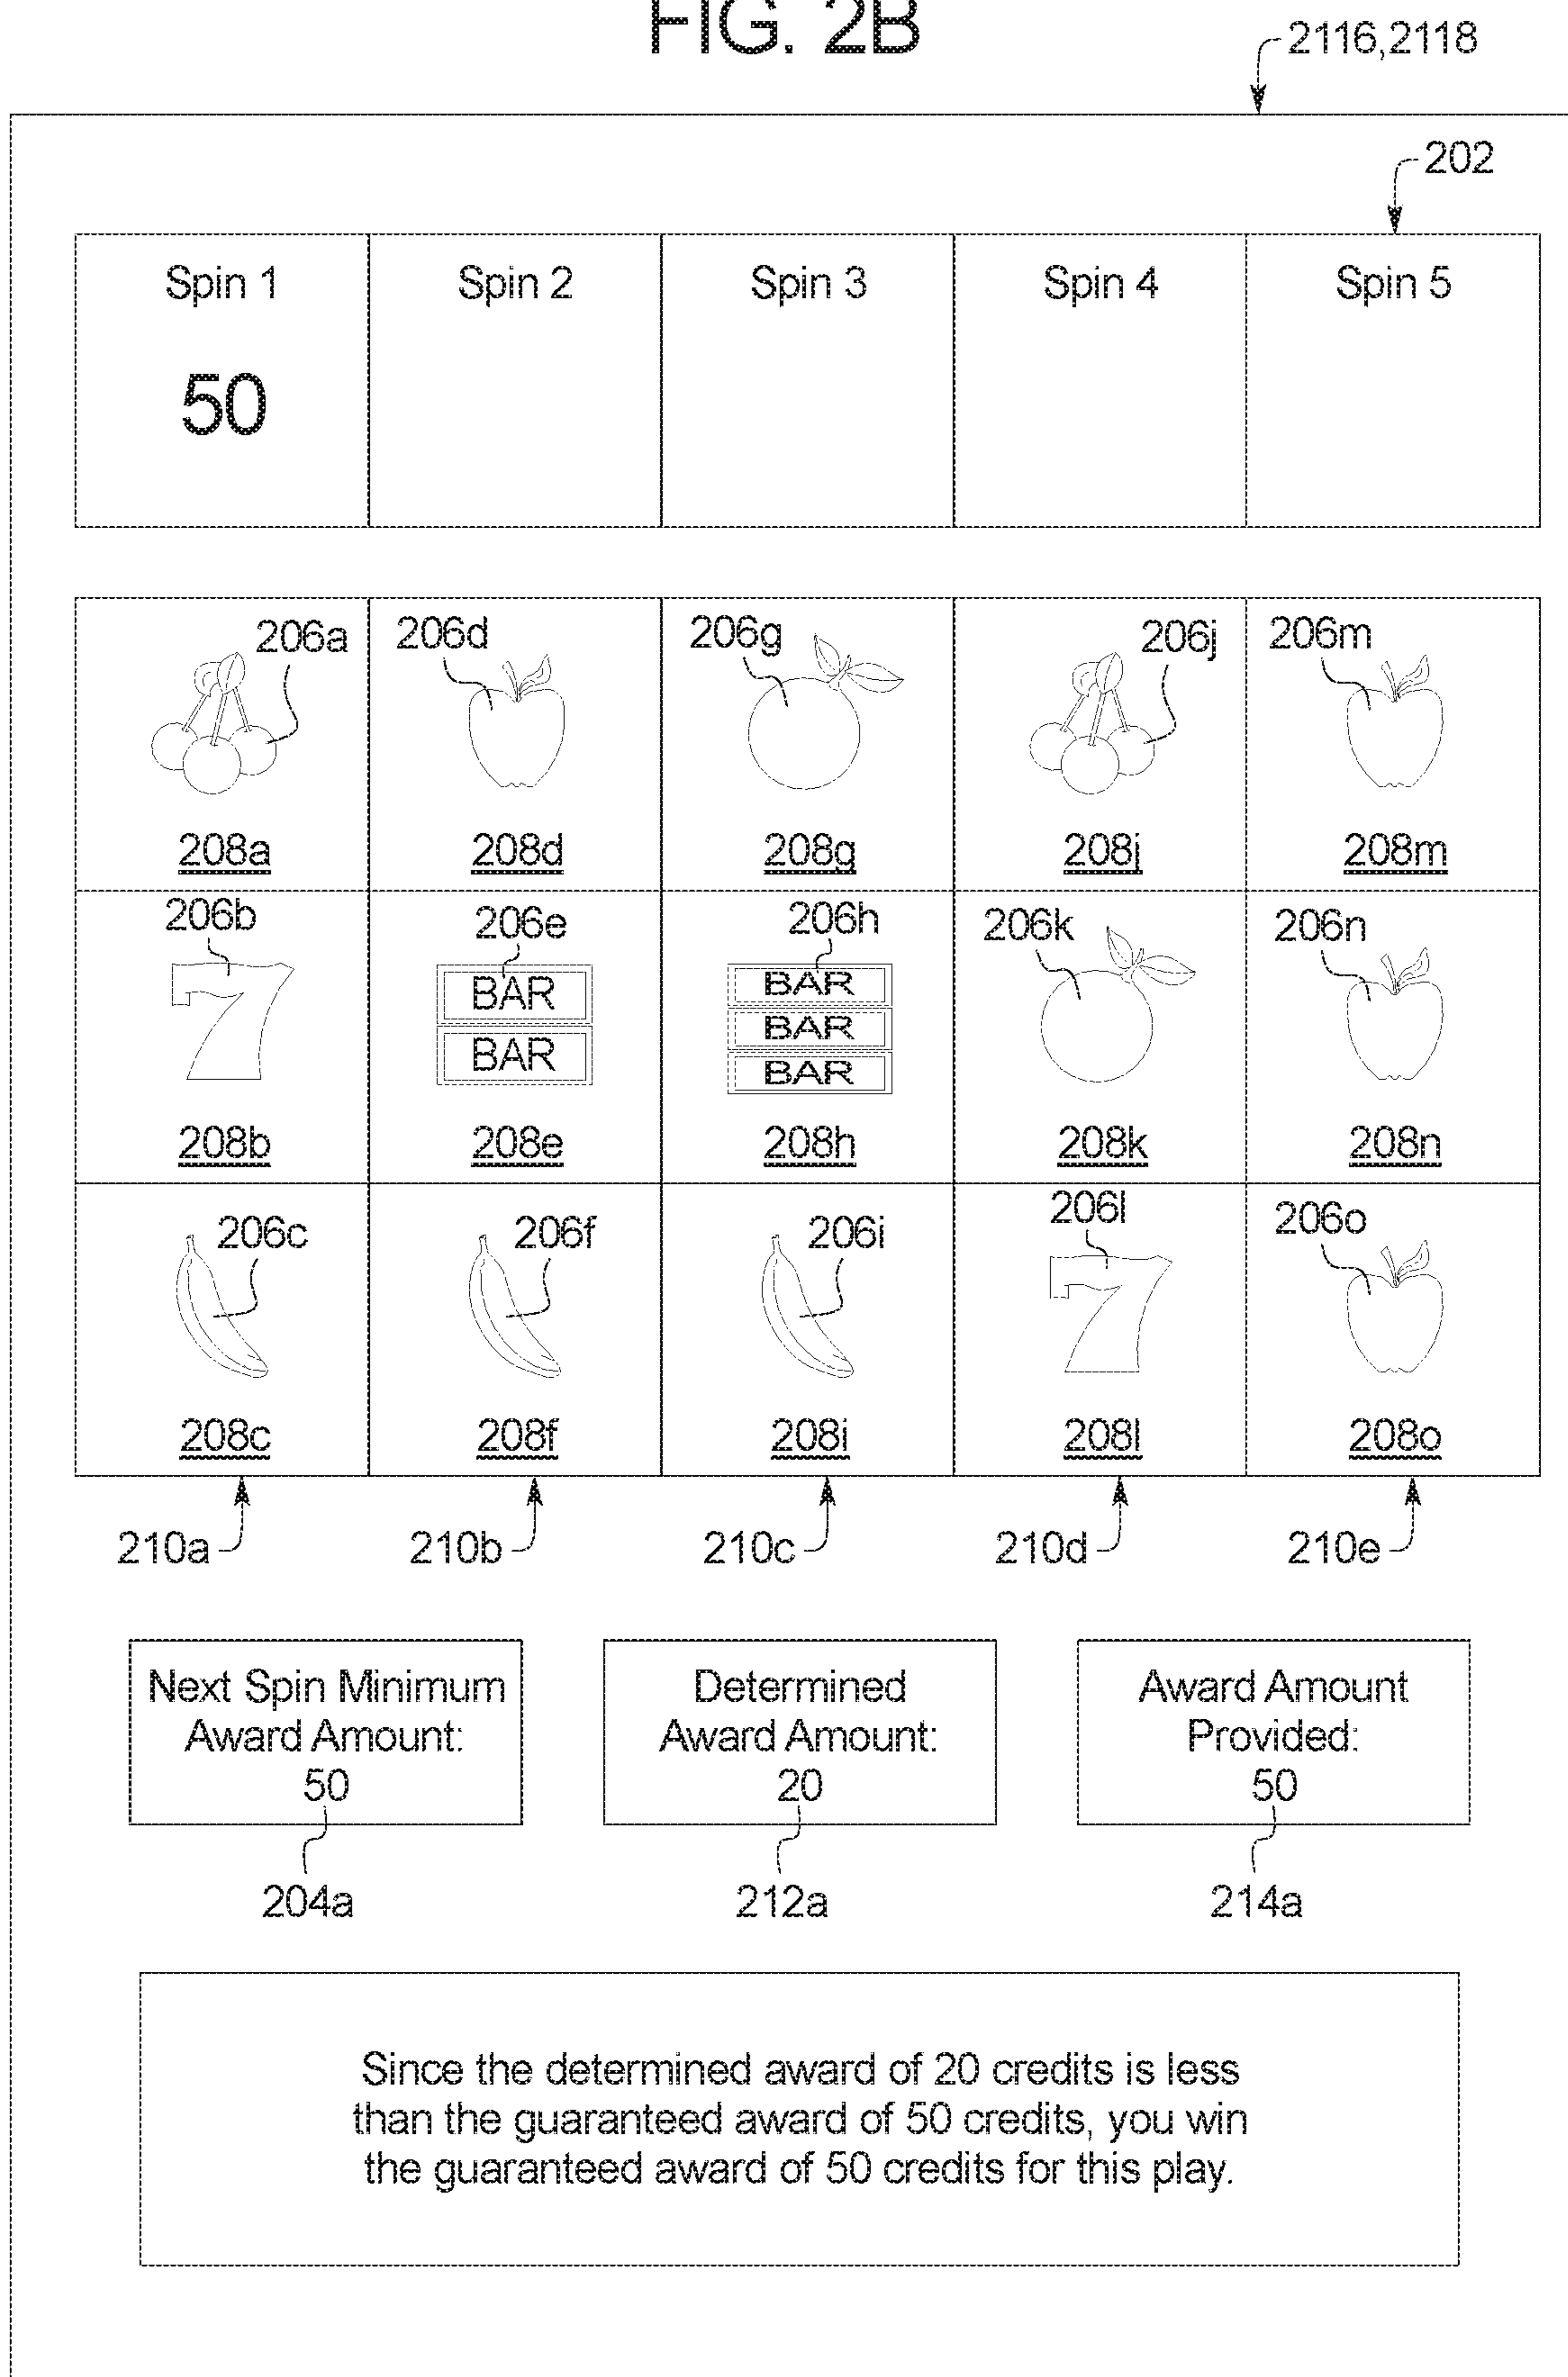 FIG. 2B
2116,2118
202
Spin 1 Spin 2 Spin 3 Spin 4 Spin 5
50
206a 206d 206g 206j 206m
208a 208d 208g 208j 208m
206b 206e 206h 206k 206n
BAR BAR
BAR BAR
BAR
208b 208e 208h 208k 208n
206c 206f 206i 206l 206o
208c 208f 208i 208l 208o
210a 210b 210c 210d 210e
Next Spin Minimum
Award Amount:
50
Determined
Award Amount:
20
Award Amount
Provided:
50
204a 212a 214a
Since the determined award of 20 credits is less
than the guaranteed award of 50 credits, you win
the guaranteed award of 50 credits for this play.